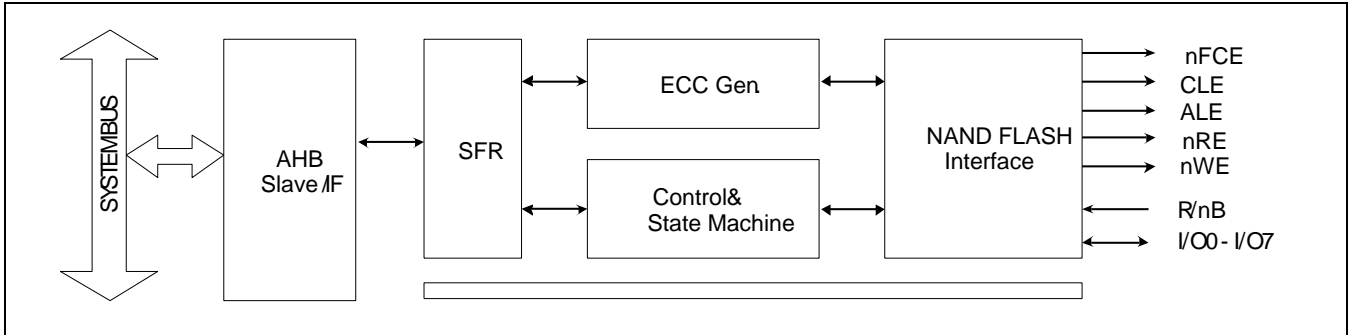 SYSTEMBUS
AHB
Slave /IF
SFR
ECC Gen.
Control&
State Machine
NAND FLASH
Interface
nFCE
CLE
ALE
nRE
nWE
R/nB
I/O0 - I/O7